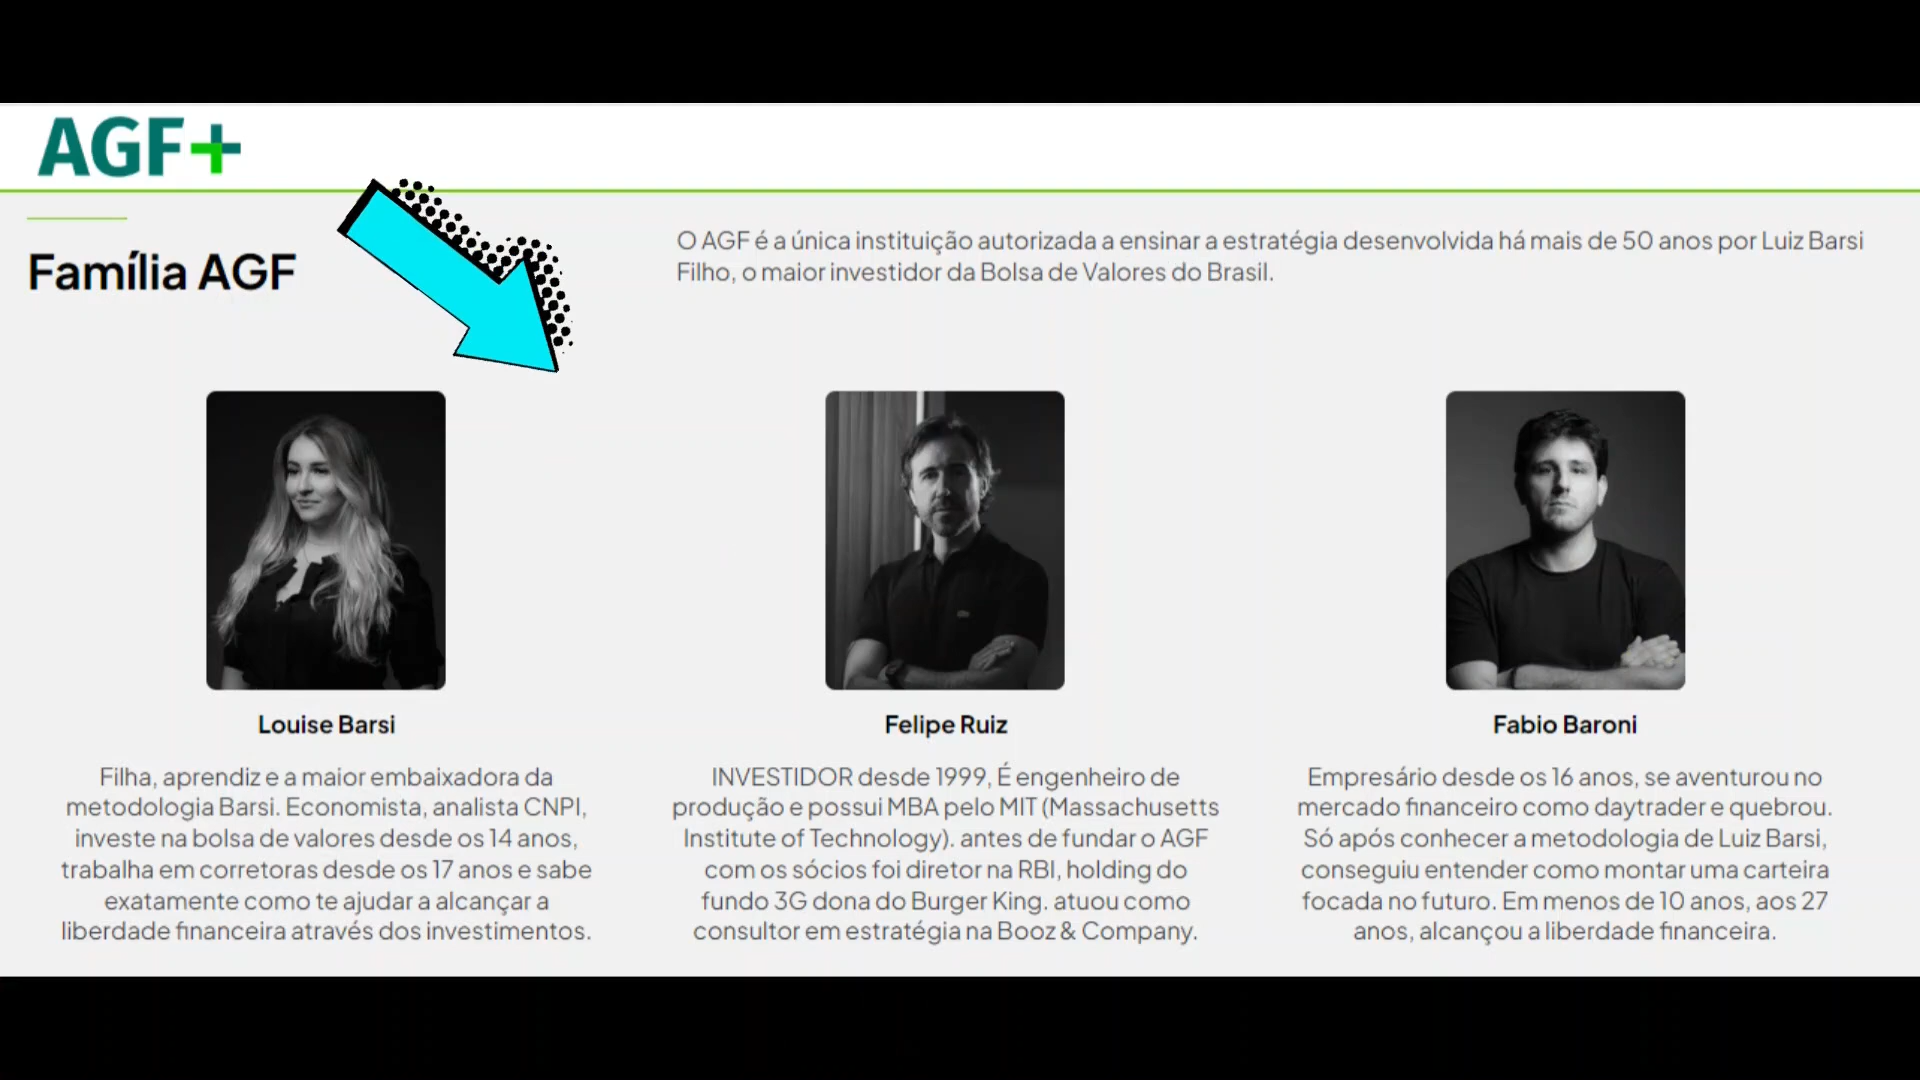 AGF+
Família AGF
O AGF é a única instituição autorizada a ensinar a estratégia desenvolvida há mais de 50 anos por Luiz Barsi
Filho, o maior investidor da Bolsa de Valores do Brasil.
Louise Barsi
Filha, aprendiz e a maior embaixadora da
metodologia Barsi. Economista, analista CNPI,
investe na bolsa de valores desde os 14 anos,
trabalha em corretoras desde os 17 anos e sabe
exatamente como te ajudar a alcançar a
liberdade financeira através dos investimentos.
Felipe Ruiz
INVESTIDOR desde 1999, É engenheiro de
produção e possui MBA pelo MIT (Massachusetts
Institute of Technology). antes de fundar o AGF
com os sócios foi diretor na RBI, holding do
fundo 3G dona do Burger King. atuou como
consultor em estratégia na Booz & Company.
Fabio Baroni
Empresário desde os 16 anos, se aventurou no
mercado financeiro como daytrader e quebrou.
Só após conhecer a metodologia de Luiz Barsi,
conseguiu entender como montar uma carteira
focada no futuro. Em menos de 10 anos, aos 27
anos, alcançou a liberdade financeira.